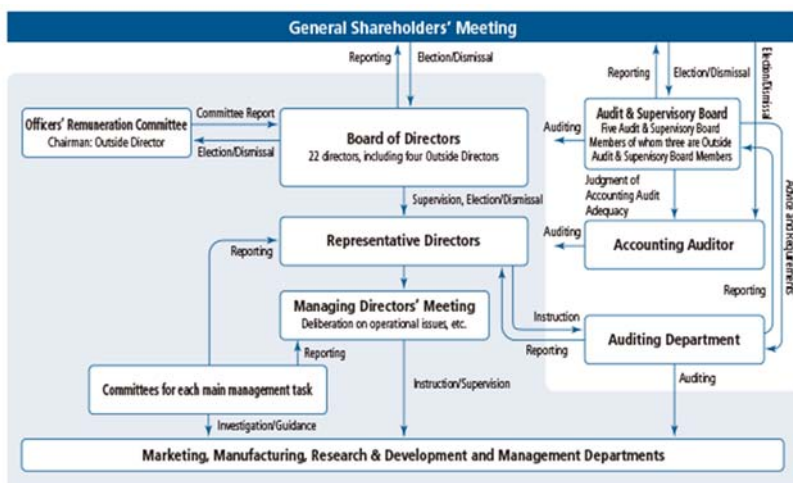 General Shareholders' Meeting
Reporting
Election/Dismissal
Reporting
Election/Dismissal
Election/Dismissal
Officers' Remuneration Committee
Chairman: Outside Director
Committee Report
Election/Dismissal
Board of Directors
22 directors, including four Outside Directors
Auditing
Audit & Supervisory Board
Five Audit & Supervisory Board
Members of whom three are Outside
Audit & Supervisory Board Members
Supervision, Election/Dismissal
Judgment of
Accounting Audit
Adequacy
Advice and Requirements
Reporting
Representative Directors
Auditing
Accounting Auditor
Reporting
Managing Directors' Meeting
Deliberation on operational issues, etc.
Instruction
Reporting
Auditing Department
Reporting
Committees for each main management task
Instruction/Supervision
Auditing
Investigation/Guidance
Marketing, Manufacturing, Research & Development and Management Departments